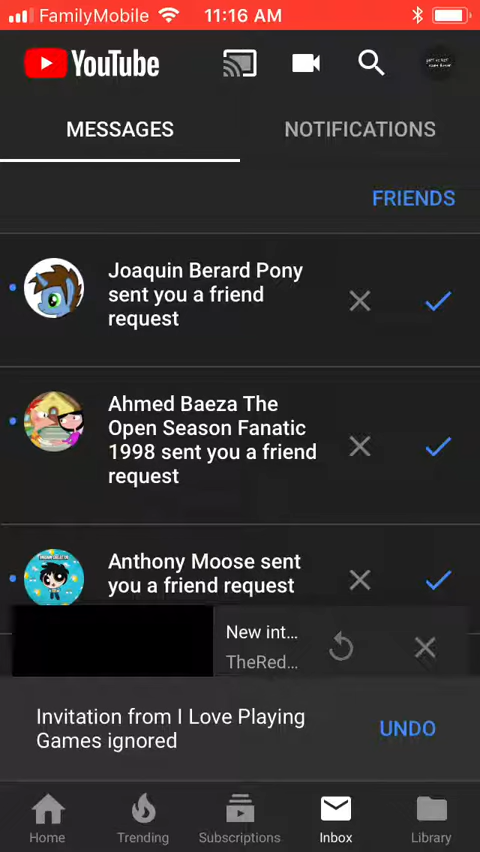 FamilyMobile 11:16 AM
YouTube
MESSAGES NOTIFICATIONS
FRIENDS
Joaquin Berard Pony
sent you a friend
request
Ahmed Baeza The
Open Season Fanatic
1998 sent you a friend
request
Anthony Moose sent
you a friend request
New int...
TheRed...
Invitation from I Love Playing
Games ignored
UNDO
Home Trending Subscriptions Inbox Library